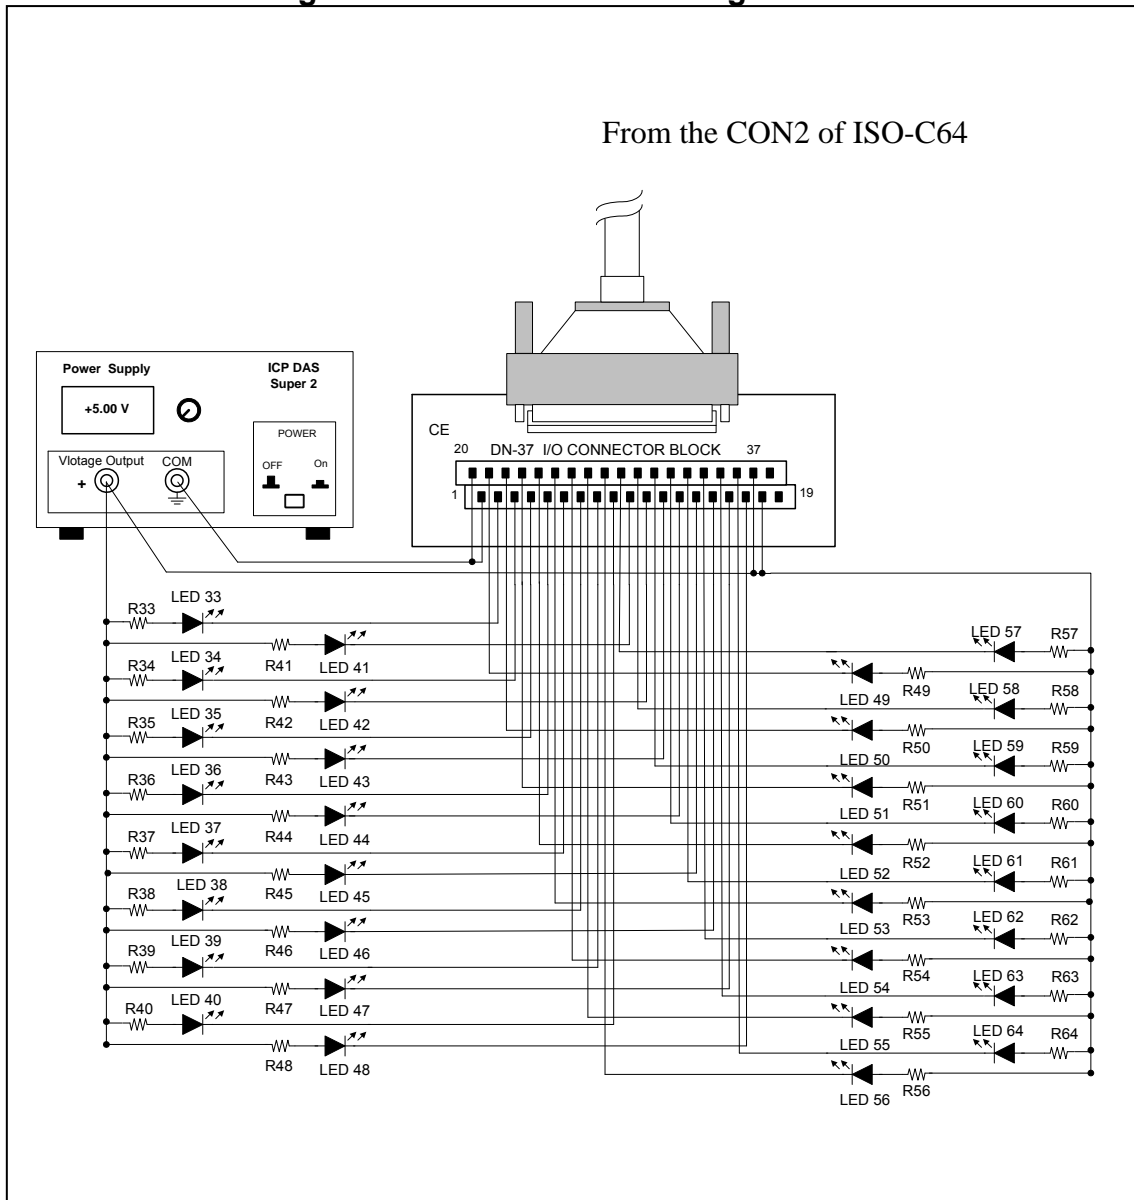 From the CON2 of ISO-C64
Power Supply
ICP DAS
Super 2
+5.00 V
POWER
OFF
On
Vlotage Output
COM
+
CE
20
DN-37 I/O CONNECTOR BLOCK
37
1
19
R33
LED 33
R41
LED 41
R34
LED 34
R42
LED 42
R35
LED 35
R43
LED 43
R36
LED 36
R44
LED 44
R37
LED 37
R45
LED 45
R38
LED 38
R46
LED 46
R39
LED 39
R47
LED 47
R40
LED 40
R48
LED 48
LED 57
R57
R49
LED 49
LED 58
R58
R50
LED 50
LED 59
R59
R51
LED 51
LED 60
R60
R52
LED 52
LED 61
R61
R53
LED 53
LED 62
R62
R54
LED 54
LED 63
R63
R55
LED 55
LED 64
R64
R56
LED 56